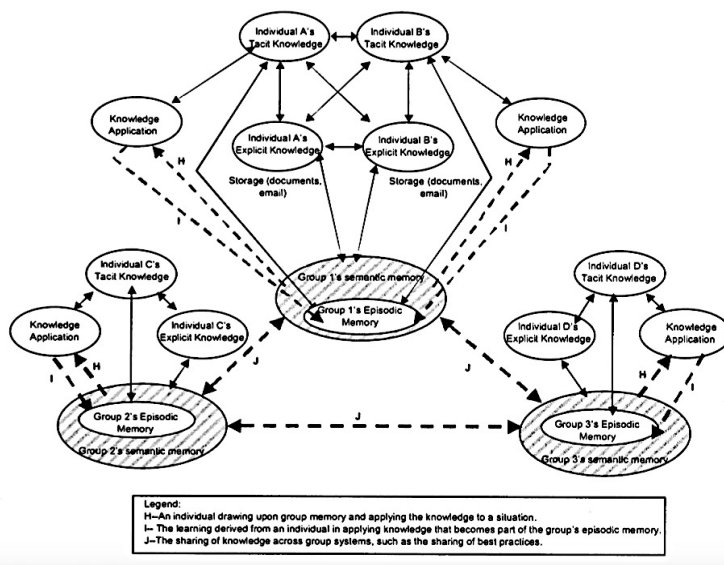 Individual A's
Tacit Knowledge
Individual B's
Tacit Knowledge
Knowledge
Application
Individual A's
Explicit Knowledge
Individual B's
Explicit Knowledge
Knowledge
Application
H
H
Storage (documents,
email)
Storage (documents,
email)
I
I
Group 1's semantic memory
Group 1's Episodic
Memory
Individual C's
Tacit Knowledge
Individual D's
Tacit Knowledge
Knowledge
Application
Individual C's
Explicit Knowledge
Individual D's
Explicit Knowledge
Knowledge
Application
I
H
J
J
H
I
Group 2's Episodic
Memory
Group 2's semantic memory
J
Group 3's Episodic
Memory
Group 3's semantic memory
Legend:
H--An individual drawing upon group memory and applying the knowledge to a situation.
I-- The learning derived from an individual in applying knowledge that becomes part of the group's episodic memory.
J--The sharing of knowledge across group systems, such as the sharing of best practices.